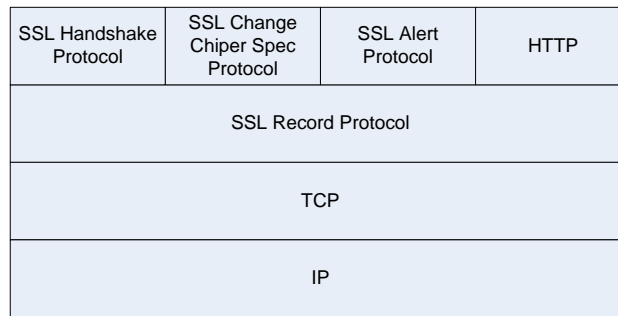 SSL Handshake
Protocol
SSL Change
Chiper Spec
Protocol
SSL Alert
Protocol
HTTP
SSL Record Protocol
TCP
IP